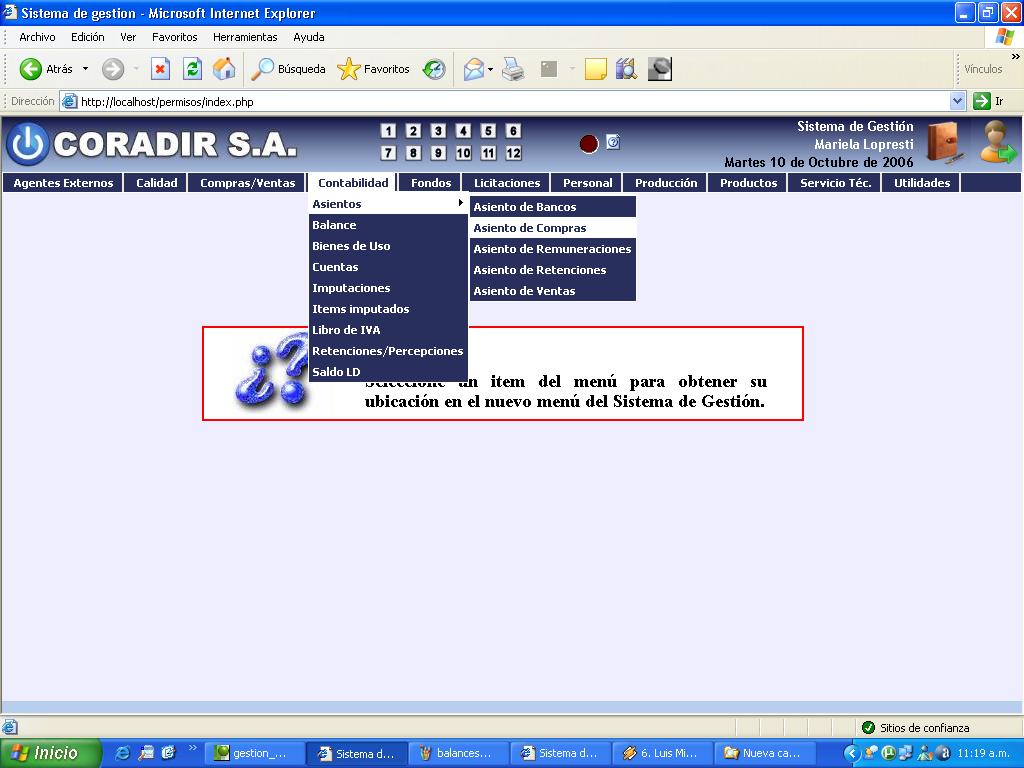 Sistema de gestion - Microsoft Internet Explorer
Archivo Edición Ver Favoritos Herramientas Ayuda
Atrás Búsqueda Favoritos Vínculos »
Dirección http://localhost/permisos/index.php Ir
CORADIR S.A.
1 2 3 4 5 6
7 8 9 10 11 12
Sistema de Gestión
Mariela Lopresti
Martes 10 de Octubre de 2006
Agentes Externos Calidad Compras/Ventas Contabilidad Fondos Licitaciones Personal Producción Productos Servicio Téc. Utilidades
Asientos
Balance
Bienes de Uso
Cuentas
Imputaciones
Items imputados
Libro de IVA
Retenciones/Percepciones
Saldo LD
Asiento de Bancos
Asiento de Compras
Asiento de Remuneraciones
Asiento de Retenciones
Asiento de Ventas
¿?
Seleccione un item del menú para obtener su
ubicación en el nuevo menú del Sistema de Gestión.
Sitios de confianza
Inicio » gestion_... Sistema d... balances... Sistema d... 6. Luis Mi... Nueva ca... 11:19 a.m.